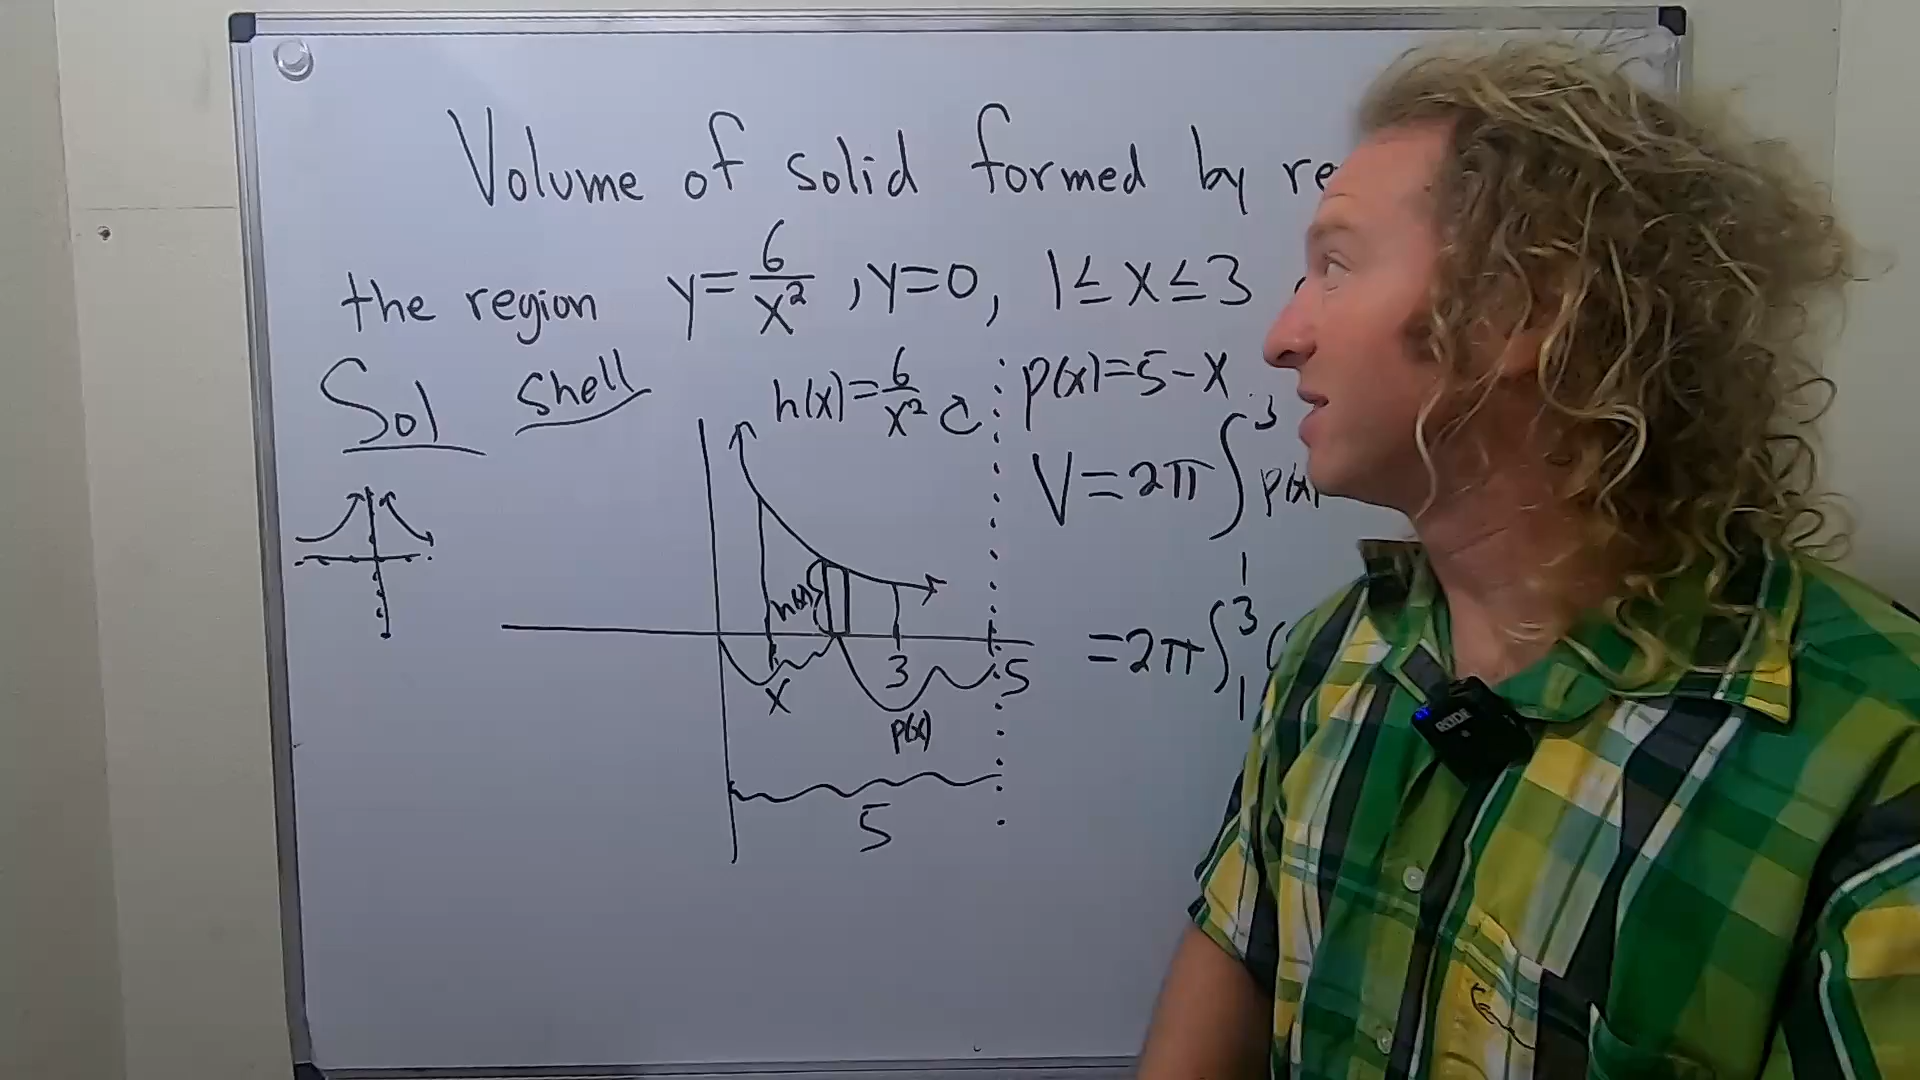 Volume of solid formed by re
the region y=6/x², y=0, 1≤x≤3
Sol shell h(x)=6/x² p(x)=5-x
V=2π∫₁³ p(x)
h(x)
=2π∫₁³ (
x 3 5
p(x)
5
RODE